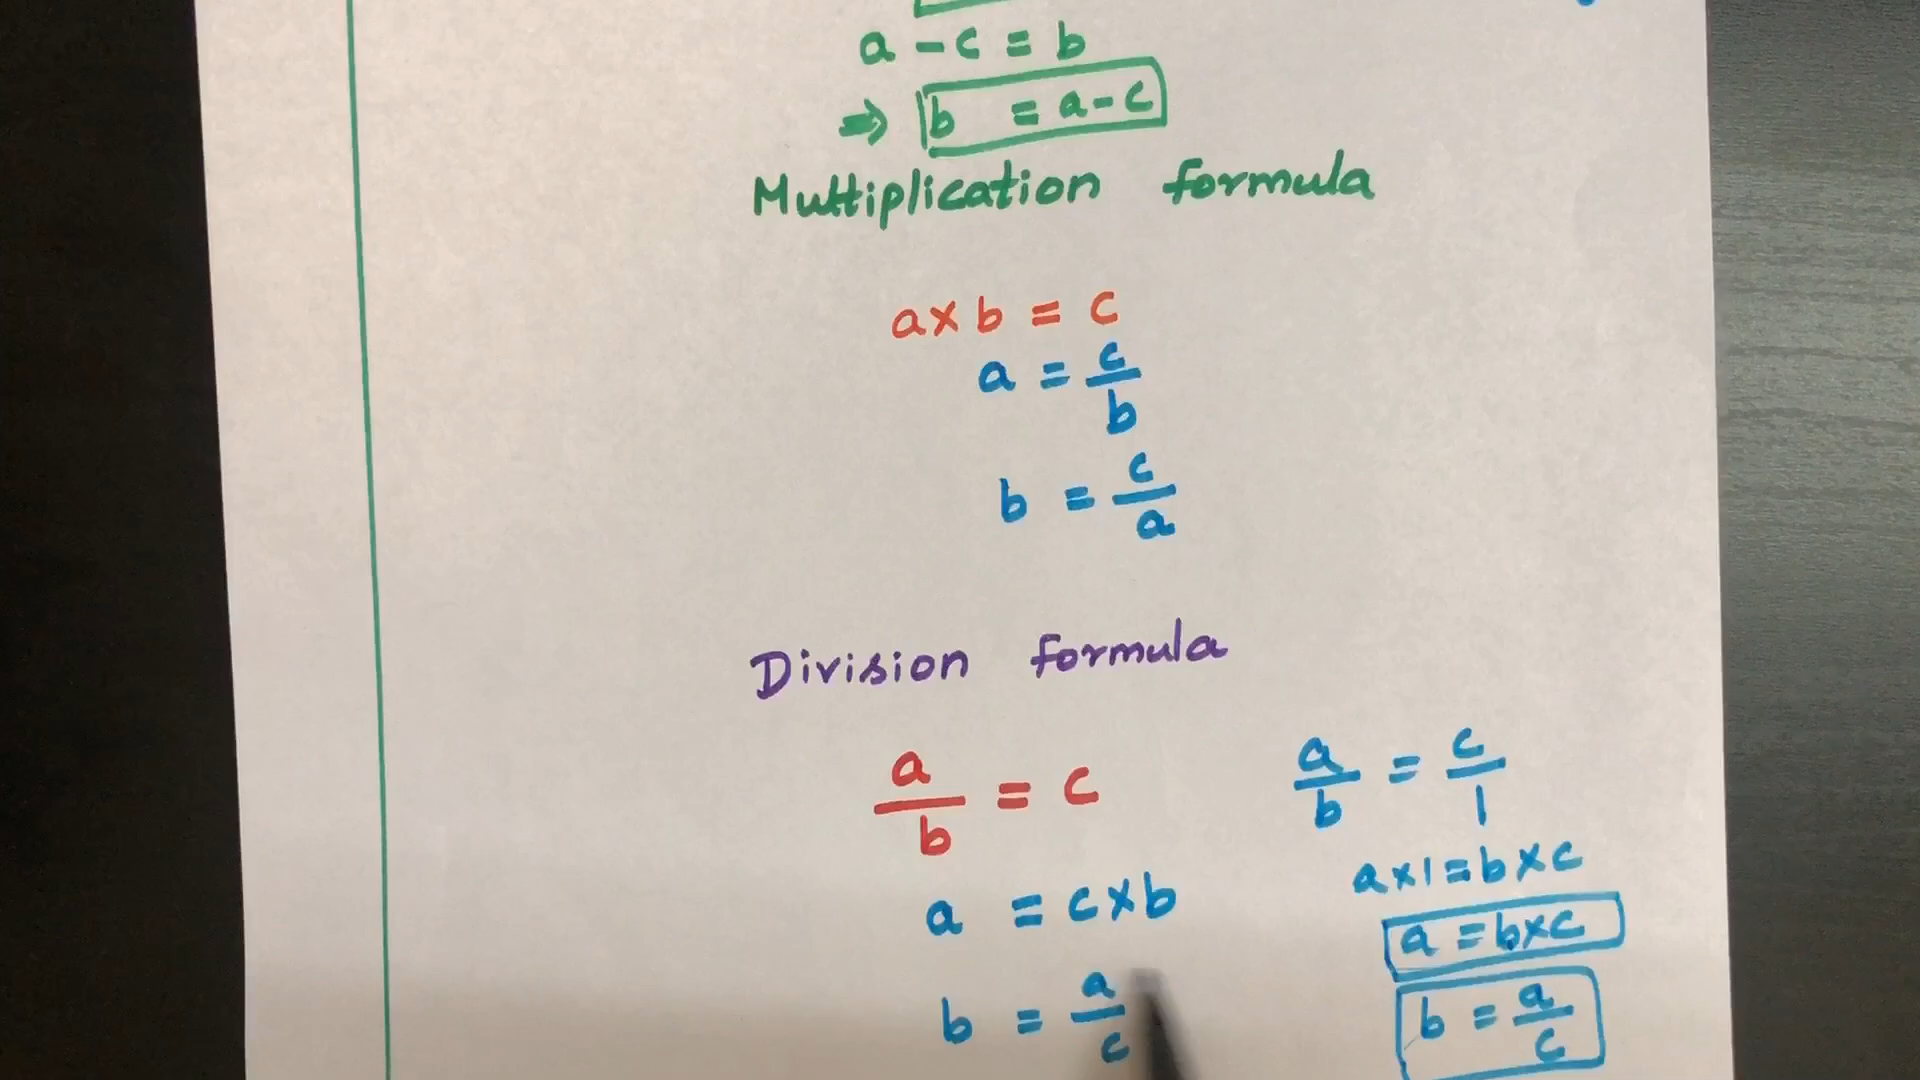 a - c = b
⇒ b = a - c
Multiplication formula
a × b = c
a = c/b
b = c/a
Division formula
a/b = c
a = c × b
b = a/c
a/b = c/1
a × 1 = b × c
a = b × c
b = a/c